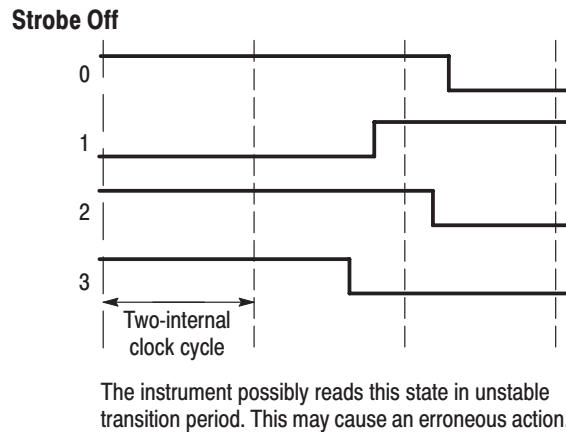 Strobe Off
0
1
2
3
Two-internal
clock cycle
The instrument possibly reads this state in unstable
transition period. This may cause an erroneous action.